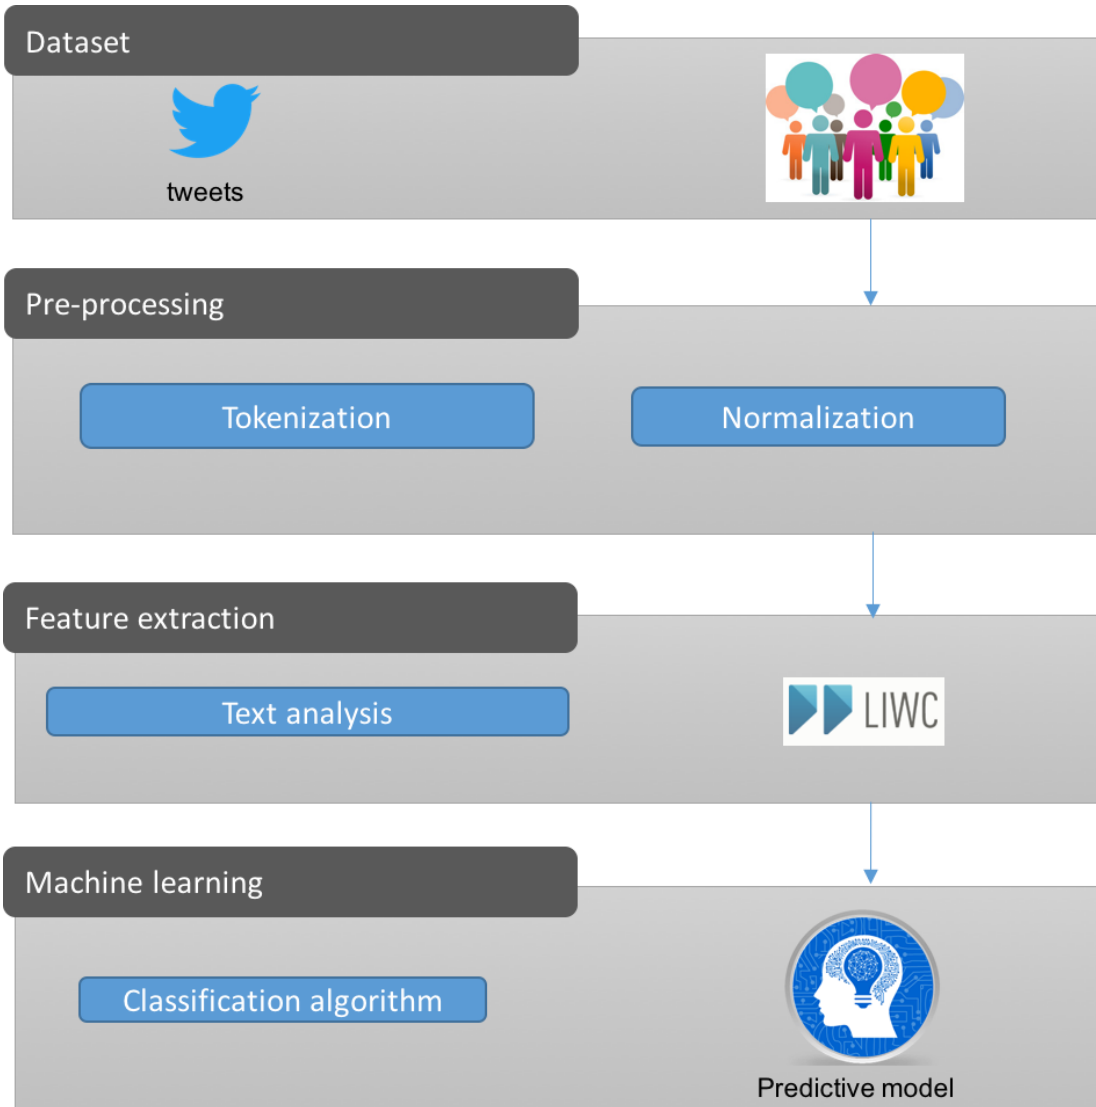 Dataset
tweets
Pre-processing
Tokenization
Normalization
Feature extraction
Text analysis
LIWC
Machine learning
Classification algorithm
Predictive model